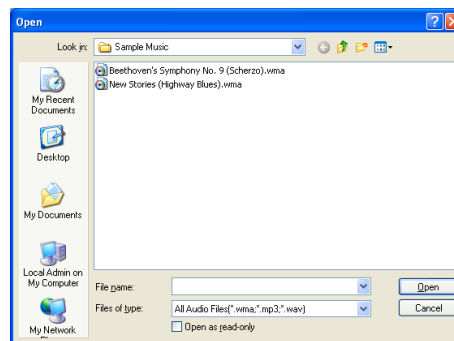 Open
Look in:
Sample Music
Beethoven's Symphony No. 9 (Scherzo).wma
New Stories (Highway Blues).wma
My Recent
Documents
Desktop
My Documents
Local Admin on
My Computer
My Network
File name:
Open
Files of type:
All Audio Files(*.wma;*.mp3;*.wav)
Cancel
Open as read-only